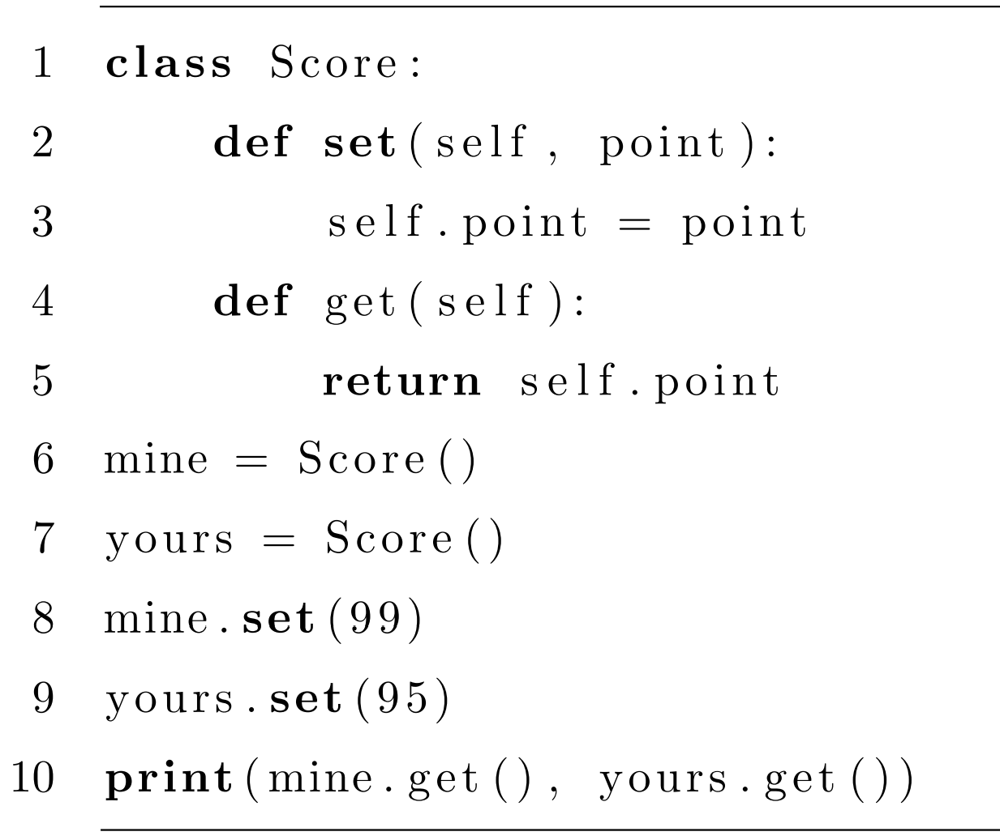 1 class Score:
2     def set(self, point):
3         self.point = point
4     def get(self):
5         return self.point
6 mine = Score()
7 yours = Score()
8 mine.set(99)
9 yours.set(95)
10 print(mine.get(), yours.get())